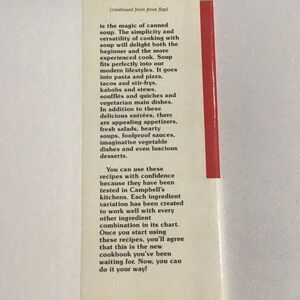 (continued from front flap)
is the magic of canned
soup. The simplicity and
versatility of cooking with
soup will delight both the
beginner and the more
experienced cook. Soup
fits perfectly into our
modern lifestyles. It goes
into pasta and pizza,
tacos and stir-frys,
kabobs and stews,
soufflés and quiches and
vegetarian main dishes.
In addition to these
delicious entrées, there
are appealing appetizers,
fresh salads, hearty
soups, foolproof sauces,
imaginative vegetable
dishes and even luscious
desserts.
You can use these
recipes with confidence
because they have been
tested in Campbell's
kitchens. Each ingredient
variation has been created
to work well with every
other ingredient
combination in its chart.
Once you start using
these recipes, you'll agree
that this is the new
cookbook you've been
waiting for. Now, you can
do it your way!